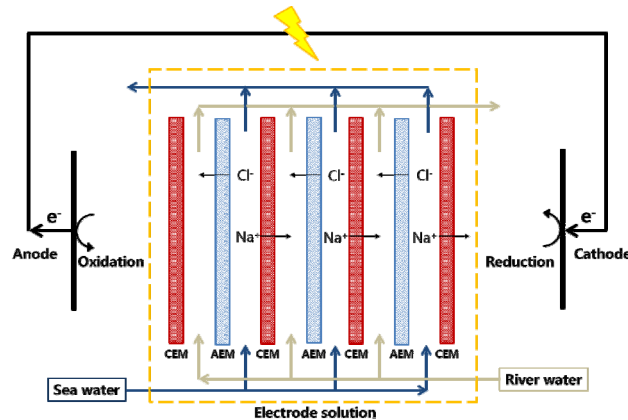 Cl⁻ Cl⁻ Cl⁻
e⁻ Na⁺ Na⁺ Na⁺ e⁻
Anode Oxidation Reduction Cathode
CEM AEM CEM AEM CEM AEM CEM
Sea water River water
Electrode solution